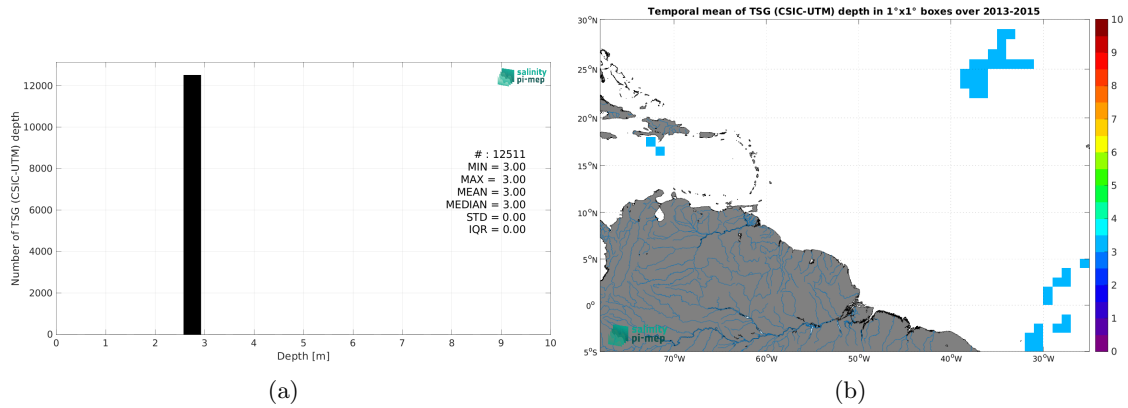 salinity
pi-mep
Number of TSG (CSIC-UTM) depth
12000
10000
8000
6000
4000
2000
0
# : 12511
MIN = 3.00
MAX = 3.00
MEAN = 3.00
MEDIAN = 3.00
STD = 0.00
IQR = 0.00
0 1 2 3 4 5 6 7 8 9 10
Depth [m]
(a)
Temporal mean of TSG (CSIC-UTM) depth in 1°x1° boxes over 2013-2015
30°N
25°N
20°N
15°N
10°N
5°N
0°
5°S
salinity
pi-mep
70°W 60°W 50°W 40°W 30°W
10
9
8
7
6
5
4
3
2
1
0
(b)